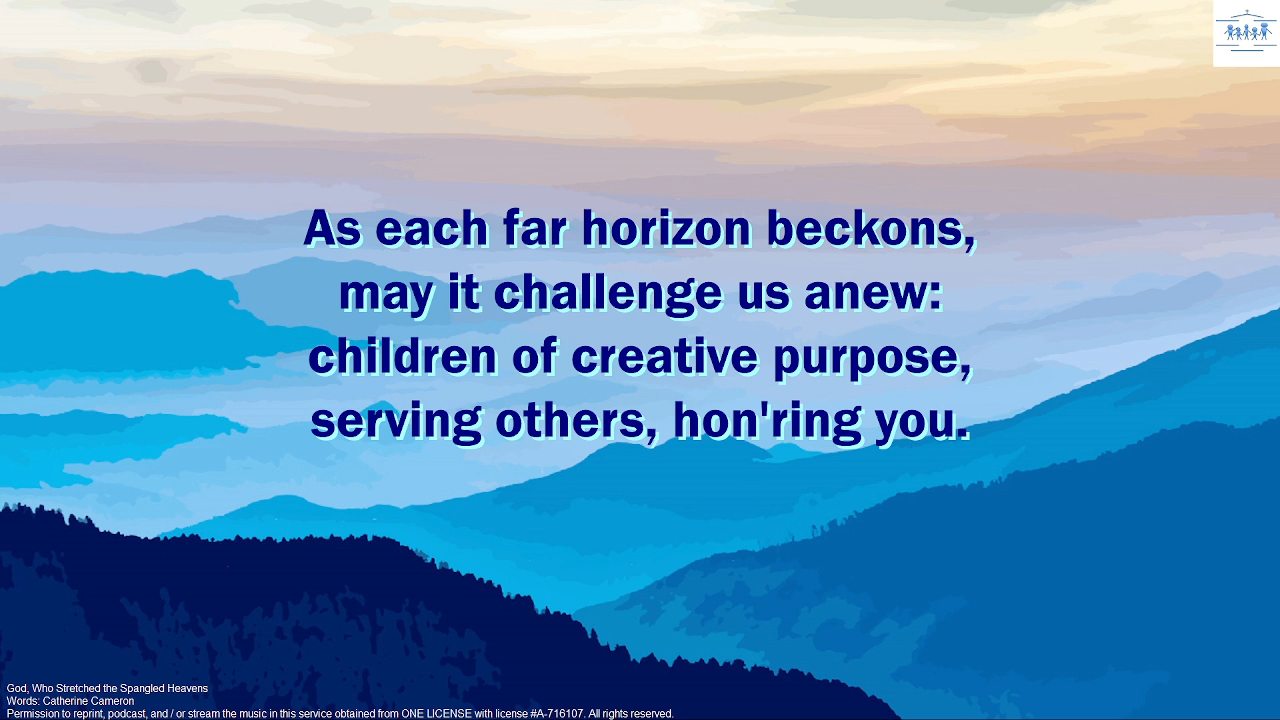 As each far horizon beckons,
may it challenge us anew:
children of creative purpose,
serving others, hon'ring you.
God, Who Stretched the Spangled Heavens
Words: Catherine Cameron
Permission to reprint, podcast, and / or stream the music in this service obtained from ONE LICENSE with license #A-716107. All rights reserved.